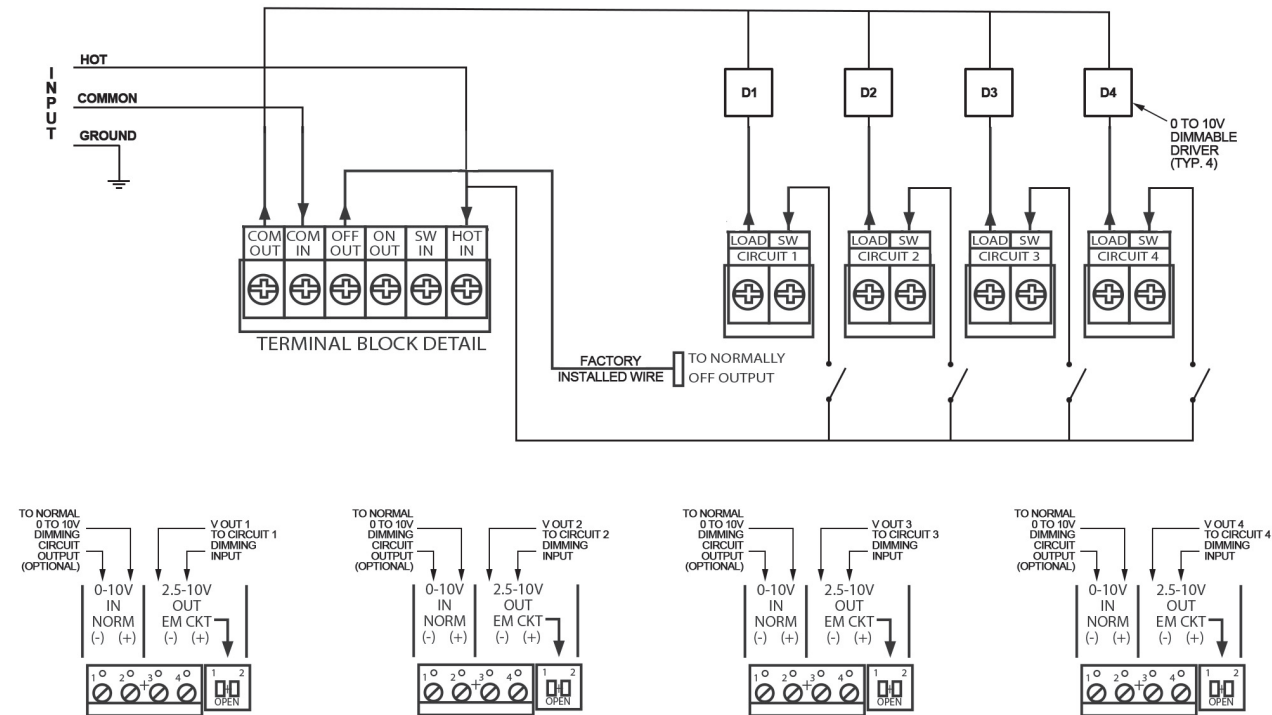 HOT
INPUT
COMMON
GROUND
D1
D2
D3
D4
0 TO 10V
DIMMABLE
DRIVER
(TYP. 4)
COM OUT
COM IN
OFF OUT
ON OUT
SW IN
HOT IN
TERMINAL BLOCK DETAIL
LOAD SW
CIRCUIT 1
LOAD SW
CIRCUIT 2
LOAD SW
CIRCUIT 3
LOAD SW
CIRCUIT 4
FACTORY
INSTALLED WIRE
TO NORMALLY
OFF OUTPUT
TO NORMAL
0 TO 10V
DIMMING
CIRCUIT
OUTPUT
(OPTIONAL)
V OUT 1
TO CIRCUIT 1
DIMMING
INPUT
0-10V
IN
NORM
(-) (+)
2.5-10V
OUT
EM CKT
(-) (+)
1 2 + 3 4
1 2
OPEN
TO NORMAL
0 TO 10V
DIMMING
CIRCUIT
OUTPUT
(OPTIONAL)
V OUT 2
TO CIRCUIT 2
DIMMING
INPUT
0-10V
IN
NORM
(-) (+)
2.5-10V
OUT
EM CKT
(-) (+)
1 2 + 3 4
1 2
OPEN
TO NORMAL
0 TO 10V
DIMMING
CIRCUIT
OUTPUT
(OPTIONAL)
V OUT 3
TO CIRCUIT 3
DIMMING
INPUT
0-10V
IN
NORM
(-) (+)
2.5-10V
OUT
EM CKT
(-) (+)
1 2 + 3 4
1 2
OPEN
TO NORMAL
0 TO 10V
DIMMING
CIRCUIT
OUTPUT
(OPTIONAL)
V OUT 4
TO CIRCUIT 4
DIMMING
INPUT
0-10V
IN
NORM
(-) (+)
2.5-10V
OUT
EM CKT
(-) (+)
1 2 + 3 4
1 2
OPEN